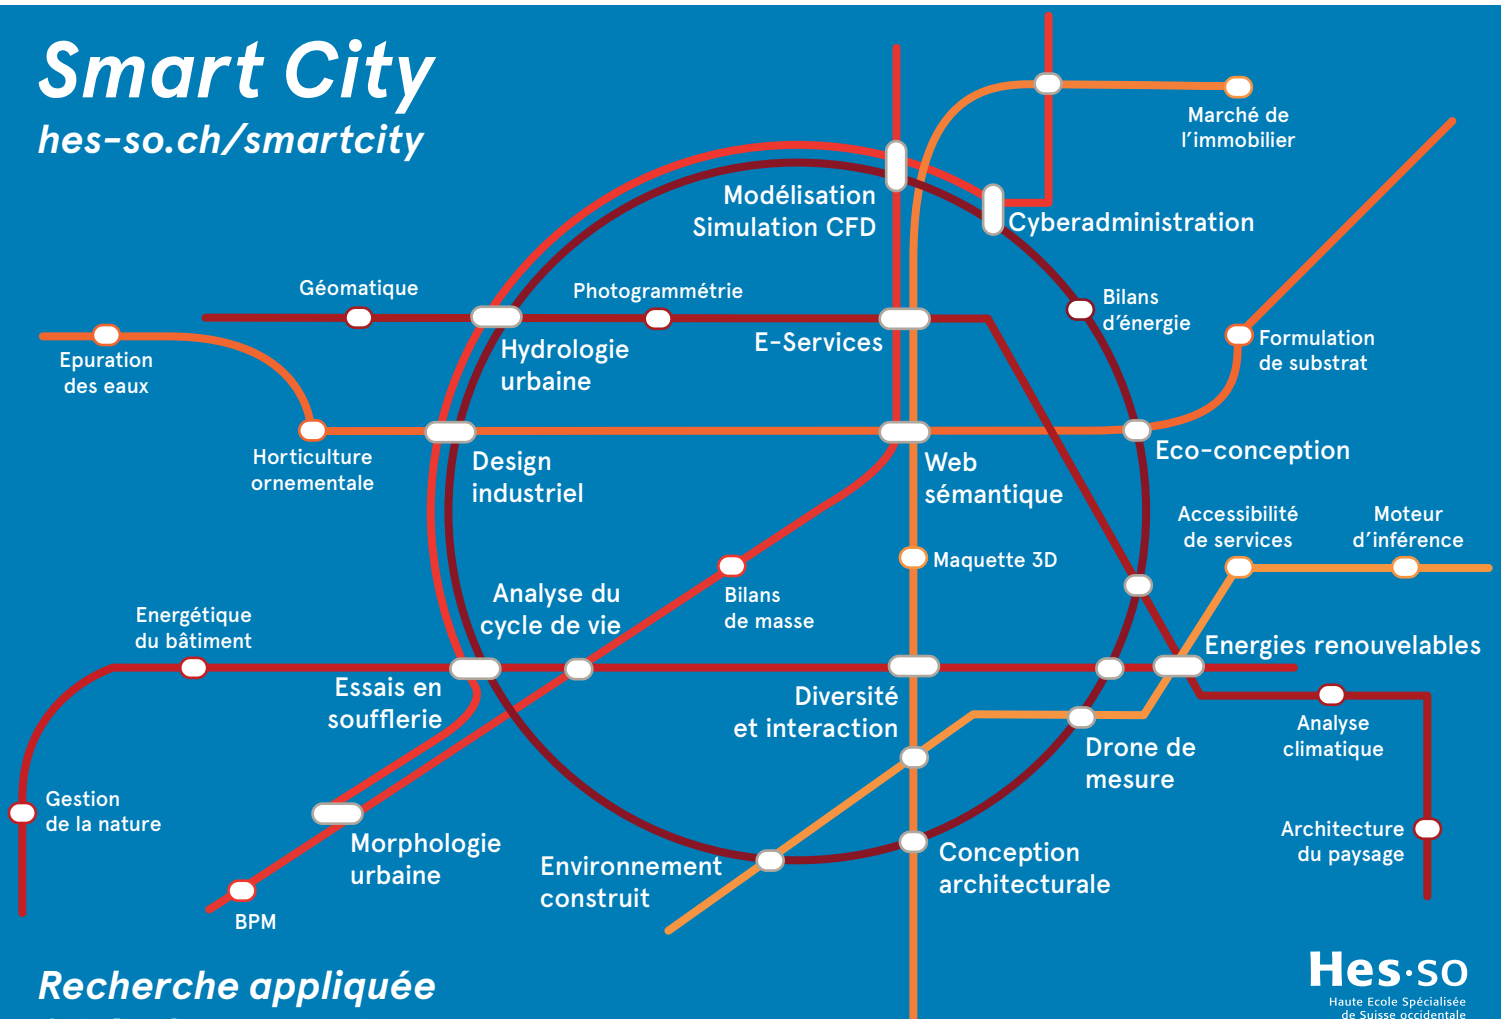 Smart City
hes-so.ch/smartcity
Marché de
l'immobilier
Modélisation
Simulation CFD
Cyberadministration
Géomatique
Photogrammétrie
Bilans
d'énergie
E-Services
Hydrologie
urbaine
Formulation
de substrat
Epuration
des eaux
Horticulture
ornementale
Design
industriel
Web
sémantique
Eco-conception
Accessibilité
de services
Moteur
d'inférence
Maquette 3D
Bilans
de masse
Analyse du
cycle de vie
Energétique
du bâtiment
Energies renouvelables
Essais en
soufflerie
Diversité
et interaction
Drone de
mesure
Analyse
climatique
Gestion
de la nature
Morphologie
urbaine
Environnement
construit
Conception
architecturale
Architecture
du paysage
BPM
Recherche appliquée
Hes·so
Haute Ecole Spécialisée
de Suisse occidentale